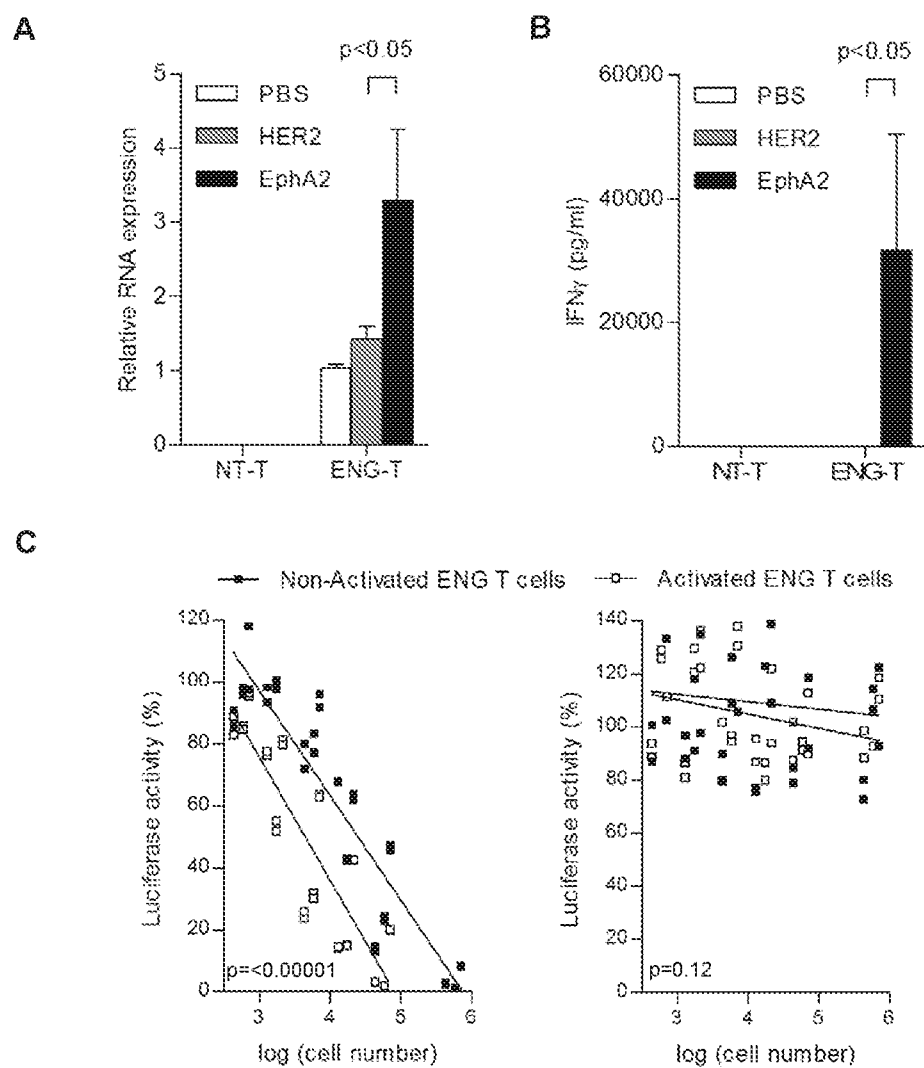 A
p<0.05
Relative RNA expression
5
4
3
2
1
0
PBS
HER2
EphA2
NT-T
ENG-T
B
p<0.05
IFNγ (pg/ml)
60000
40000
20000
0
PBS
HER2
EphA2
NT-T
ENG-T
C
Non-Activated ENG T cells
Activated ENG T cells
Luciferase activity (%)
120
100
80
60
40
20
0
p=<0.00001
3
4
5
6
log (cell number)
Luciferase activity (%)
140
120
100
80
60
40
20
0
p=0.12
3
4
5
6
log (cell number)